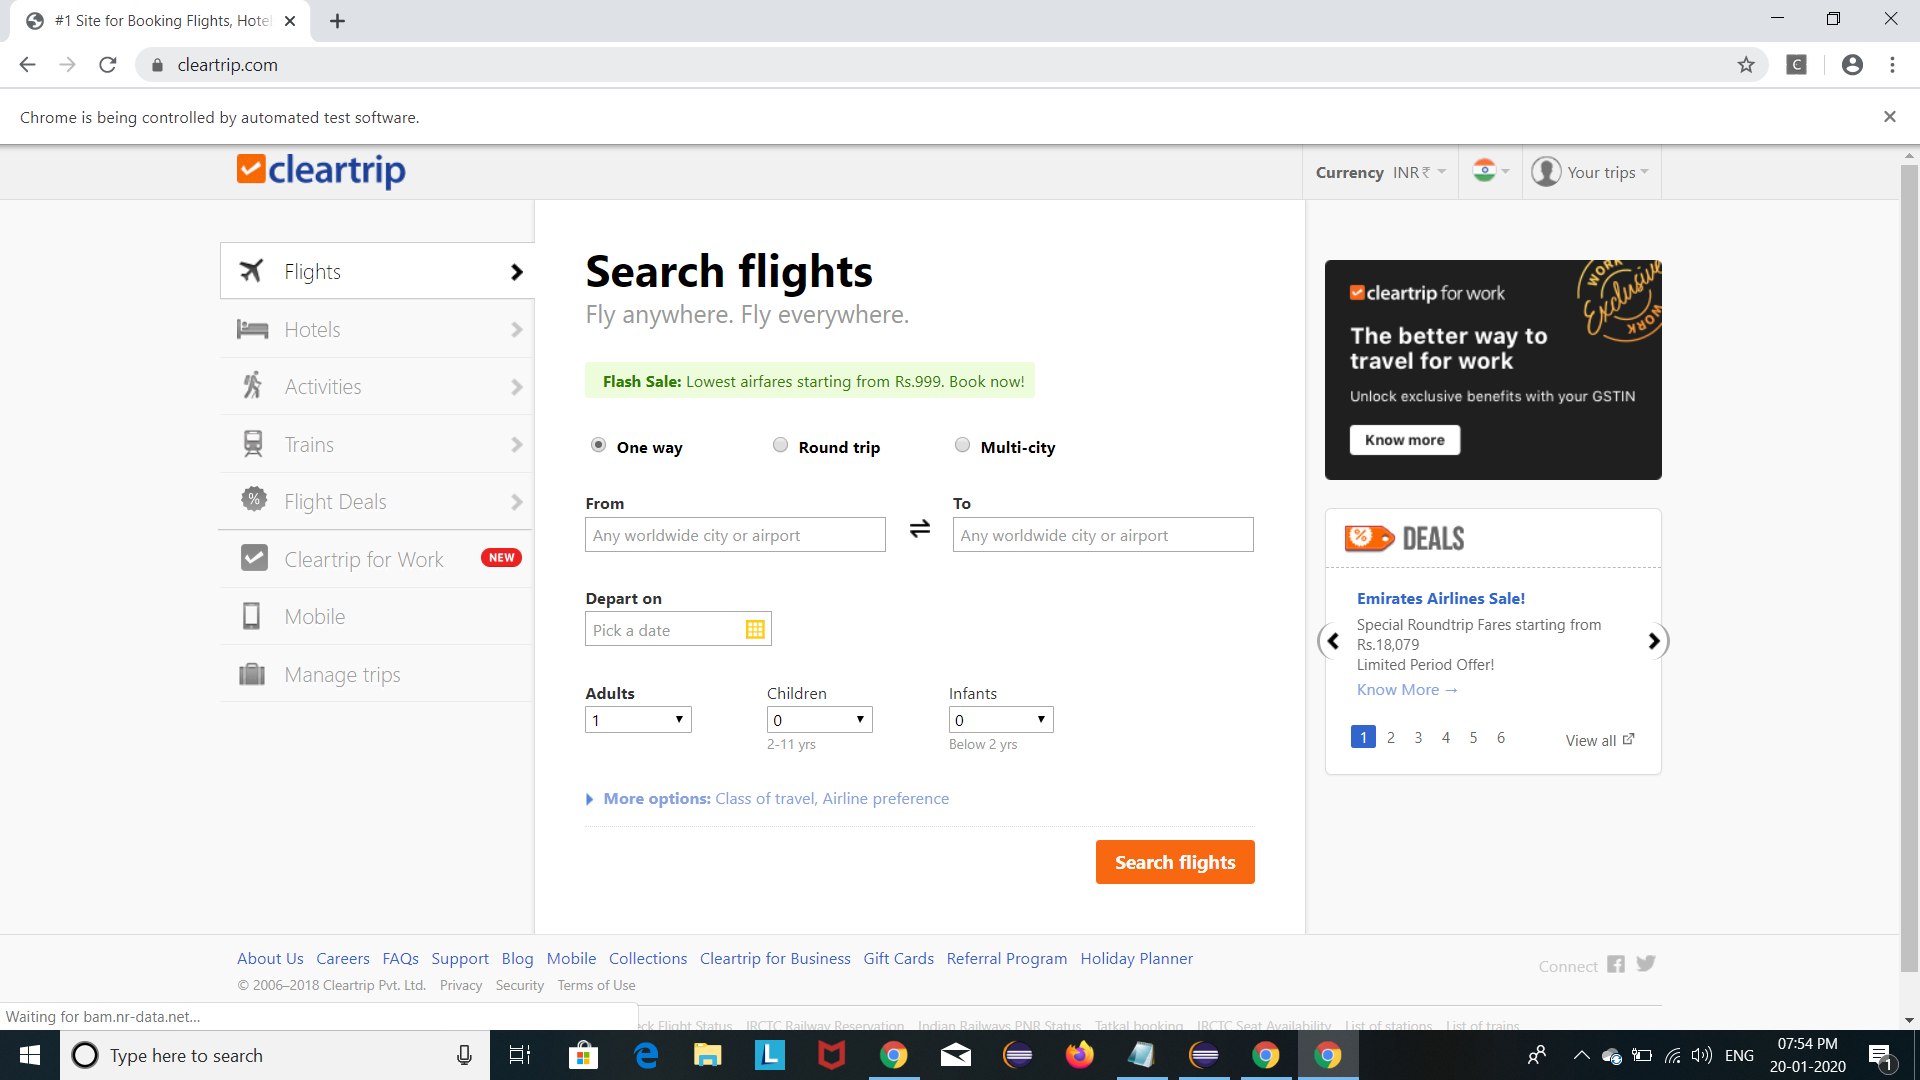 #1 Site for Booking Flights, Hote
cleartrip.com
Chrome is being controlled by automated test software.
cleartrip
Currency INR₹
Your trips
Flights
Hotels
Activities
Trains
Flight Deals
Cleartrip for Work NEW
Mobile
Manage trips
Search flights
Fly anywhere. Fly everywhere.
Flash Sale: Lowest airfares starting from Rs.999. Book now!
One way Round trip Multi-city
From To
Any worldwide city or airport Any worldwide city or airport
Depart on
Pick a date
Adults Children Infants
1 0 0
2-11 yrs Below 2 yrs
More options: Class of travel, Airline preference
Search flights
cleartrip for work
WORK Exclusive WORK
The better way to
travel for work
Unlock exclusive benefits with your GSTIN
Know more
DEALS
Emirates Airlines Sale!
Special Roundtrip Fares starting from
Rs.18,079
Limited Period Offer!
Know More →
1 2 3 4 5 6 View all
About Us Careers FAQs Support Blog Mobile Collections Cleartrip for Business Gift Cards Referral Program Holiday Planner
Connect
© 2006–2018 Cleartrip Pvt. Ltd. Privacy Security Terms of Use
Waiting for bam.nr-data.net...
Flight Status IRCTC Railway Reservation Indian Railways PNR Status Tatkal booking IRCTC Seat Availability List of stations List of trains
Type here to search
L
ENG
07:54 PM
20-01-2020
1